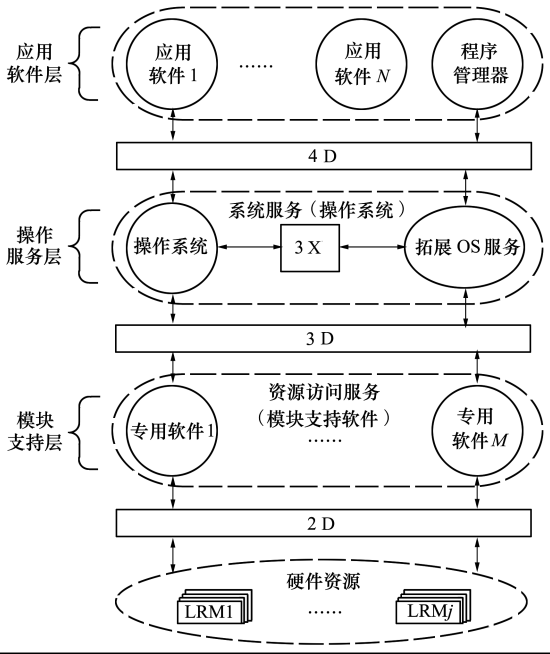 应用
软件层
应用
软件1
……
应用
软件N
程序
管理器
4 D
操作
服务层
系统服务(操作系统)
操作系统
3 X
拓展 OS 服务
3 D
模块
支持层
资源访问服务
(模块支持软件)
专用软件1
……
专用
软件M
2 D
硬件资源
LRM1
……
LRMj